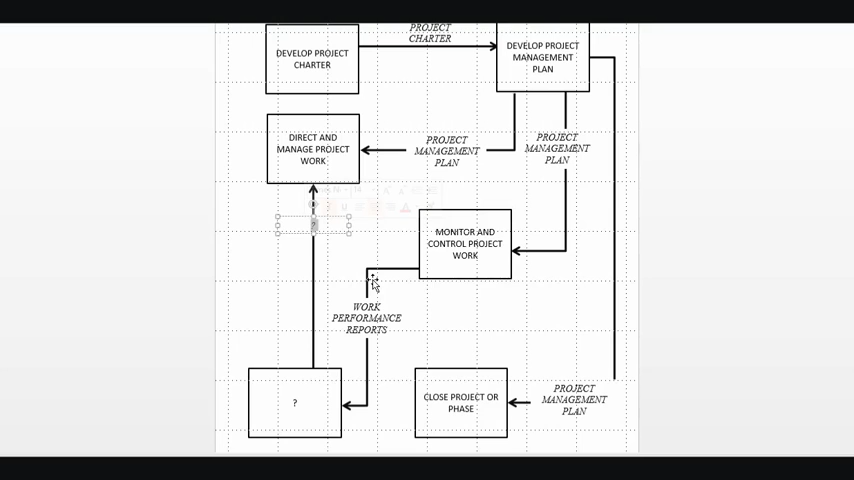 PROJECT
CHARTER
DEVELOP PROJECT
CHARTER
DEVELOP PROJECT
MANAGEMENT
PLAN
DIRECT AND
MANAGE PROJECT
WORK
PROJECT
MANAGEMENT
PLAN
PROJECT
MANAGEMENT
PLAN
?
MONITOR AND
CONTROL PROJECT
WORK
WORK
PERFORMANCE
REPORTS
?
CLOSE PROJECT OR
PHASE
PROJECT
MANAGEMENT
PLAN